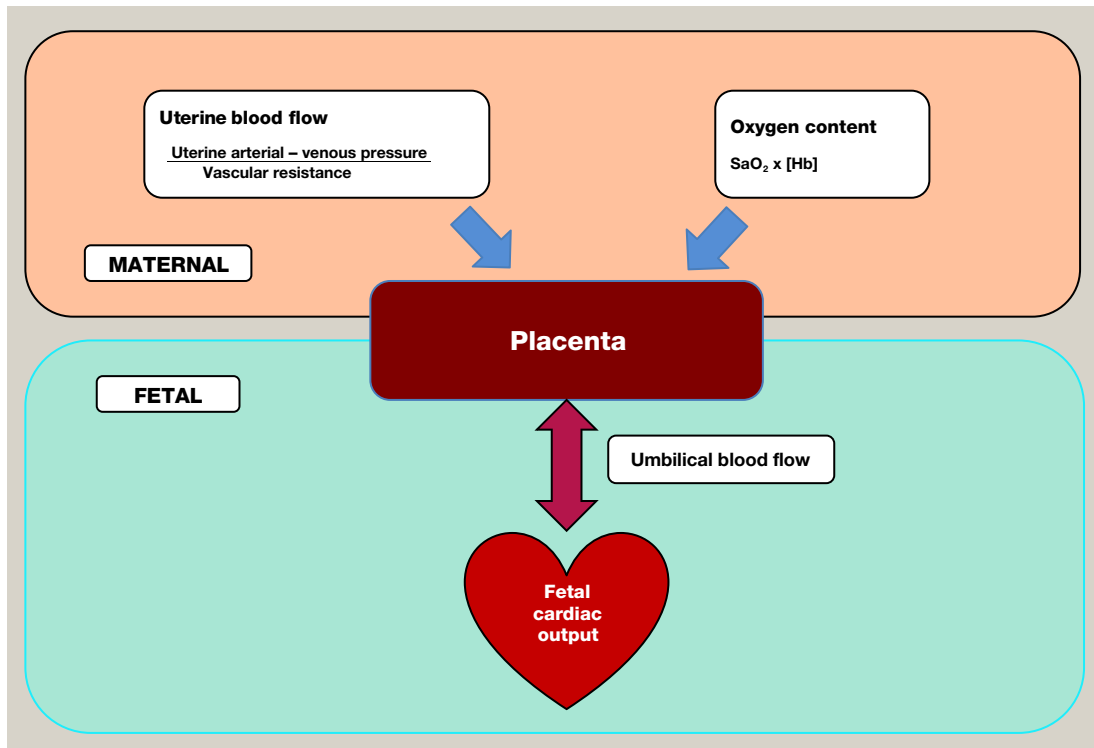 Uterine blood flow
Uterine arterial – venous pressure
Vascular resistance
Oxygen content
SaO₂ x [Hb]
MATERNAL
Placenta
FETAL
Umbilical blood flow
Fetal
cardiac
output